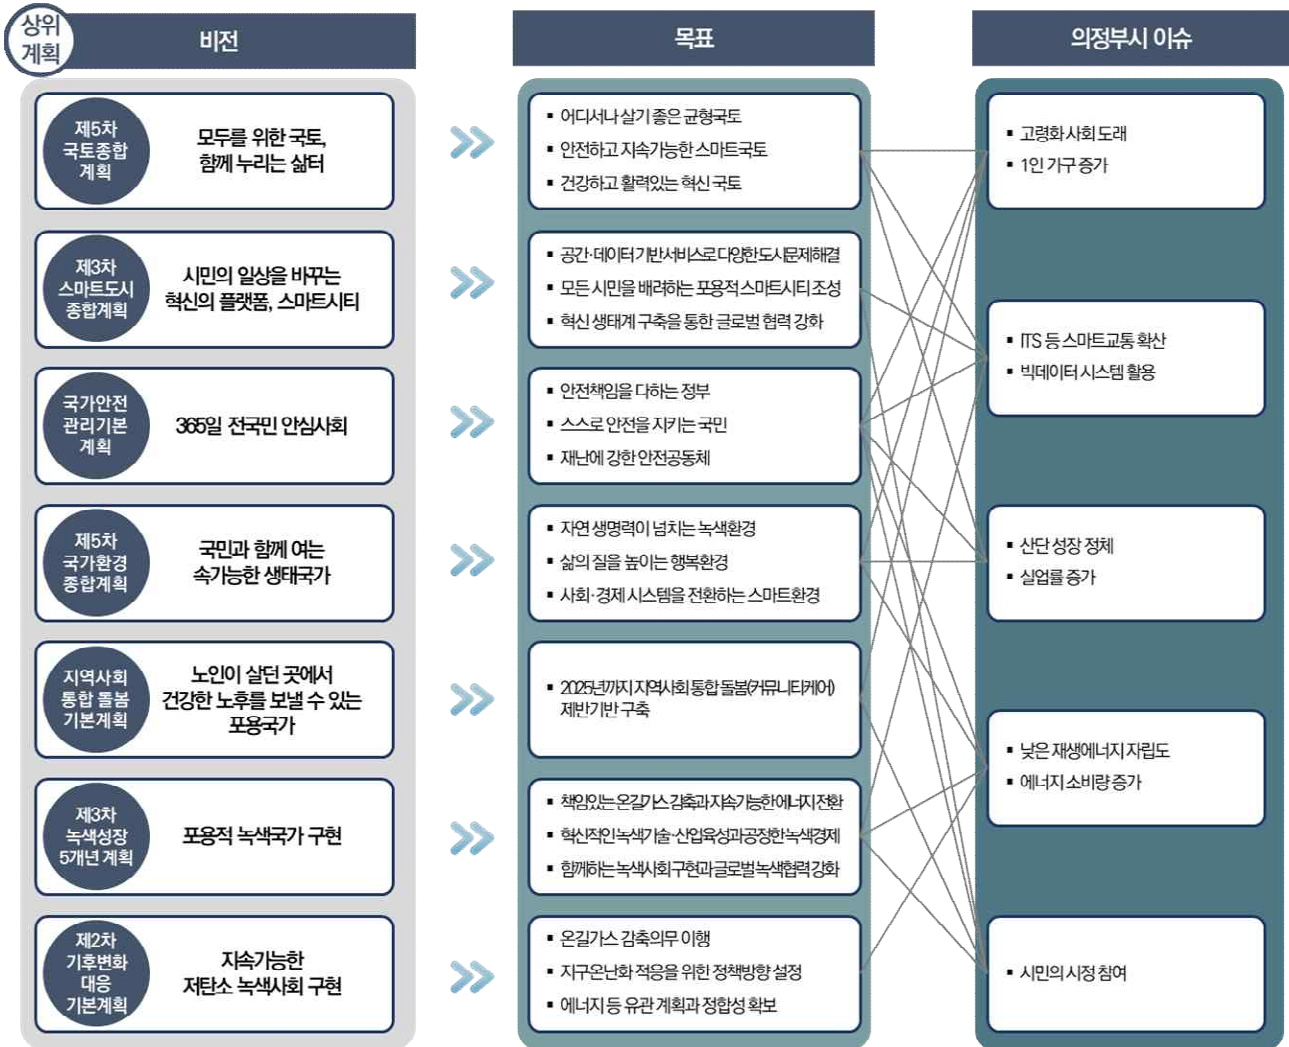 상위
계획
비전
목표
의정부시 이슈
제5차
국토종합
계획
모두를 위한 국토,
함께 누리는 삶터
▪ 어디서나 살기 좋은 균형국토
▪ 안전하고 지속가능한 스마트국토
▪ 건강하고 활력있는 혁신 국토
제3차
스마트도시
종합계획
시민의 일상을 바꾸는
혁신의 플랫폼, 스마트시티
▪ 공간·데이터 기반 서비스로 다양한 도시문제 해결
▪ 모든 시민을 배려하는 포용적 스마트시티 조성
▪ 혁신 생태계 구축을 통한 글로벌 협력 강화
국가안전
관리기본
계획
365일 전국민 안심사회
▪ 안전책임을 다하는 정부
▪ 스스로 안전을 지키는 국민
▪ 재난에 강한 안전공동체
제5차
국가환경
종합계획
국민과 함께 여는
속가능한 생태국가
▪ 자연 생명력이 넘치는 녹색환경
▪ 삶의 질을 높이는 행복환경
▪ 사회·경제 시스템을 전환하는 스마트환경
지역사회
통합 돌봄
기본계획
노인이 살던 곳에서
건강한 노후를 보낼 수 있는
포용국가
▪ 2025년까지 지역사회 통합 돌봄(커뮤니티케어)
제반기반 구축
제3차
녹색성장
5개년 계획
포용적 녹색국가 구현
▪ 책임있는 온길가스 감축과 지속가능한 에너지 전환
▪ 혁신적인 녹색기술·산업육성과 공정한 녹색경제
▪ 함께하는 녹색사회 구현과 글로벌 녹색협력 강화
제2차
기후변화
대응
기본계획
지속가능한
저탄소 녹색사회 구현
▪ 온길가스 감축의무 이행
▪ 지구온난화 적응을 위한 정책방향 설정
▪ 에너지 등 유관 계획과 정합성 확보
▪ 고령화 사회 도래
▪ 1인 가구 증가
▪ ITS 등 스마트교통 확산
▪ 빅데이터 시스템 활용
▪ 산단 성장 정체
▪ 실업률 증가
▪ 낮은 재생에너지 자립도
▪ 에너지 소비량 증가
▪ 시민의 시정 참여